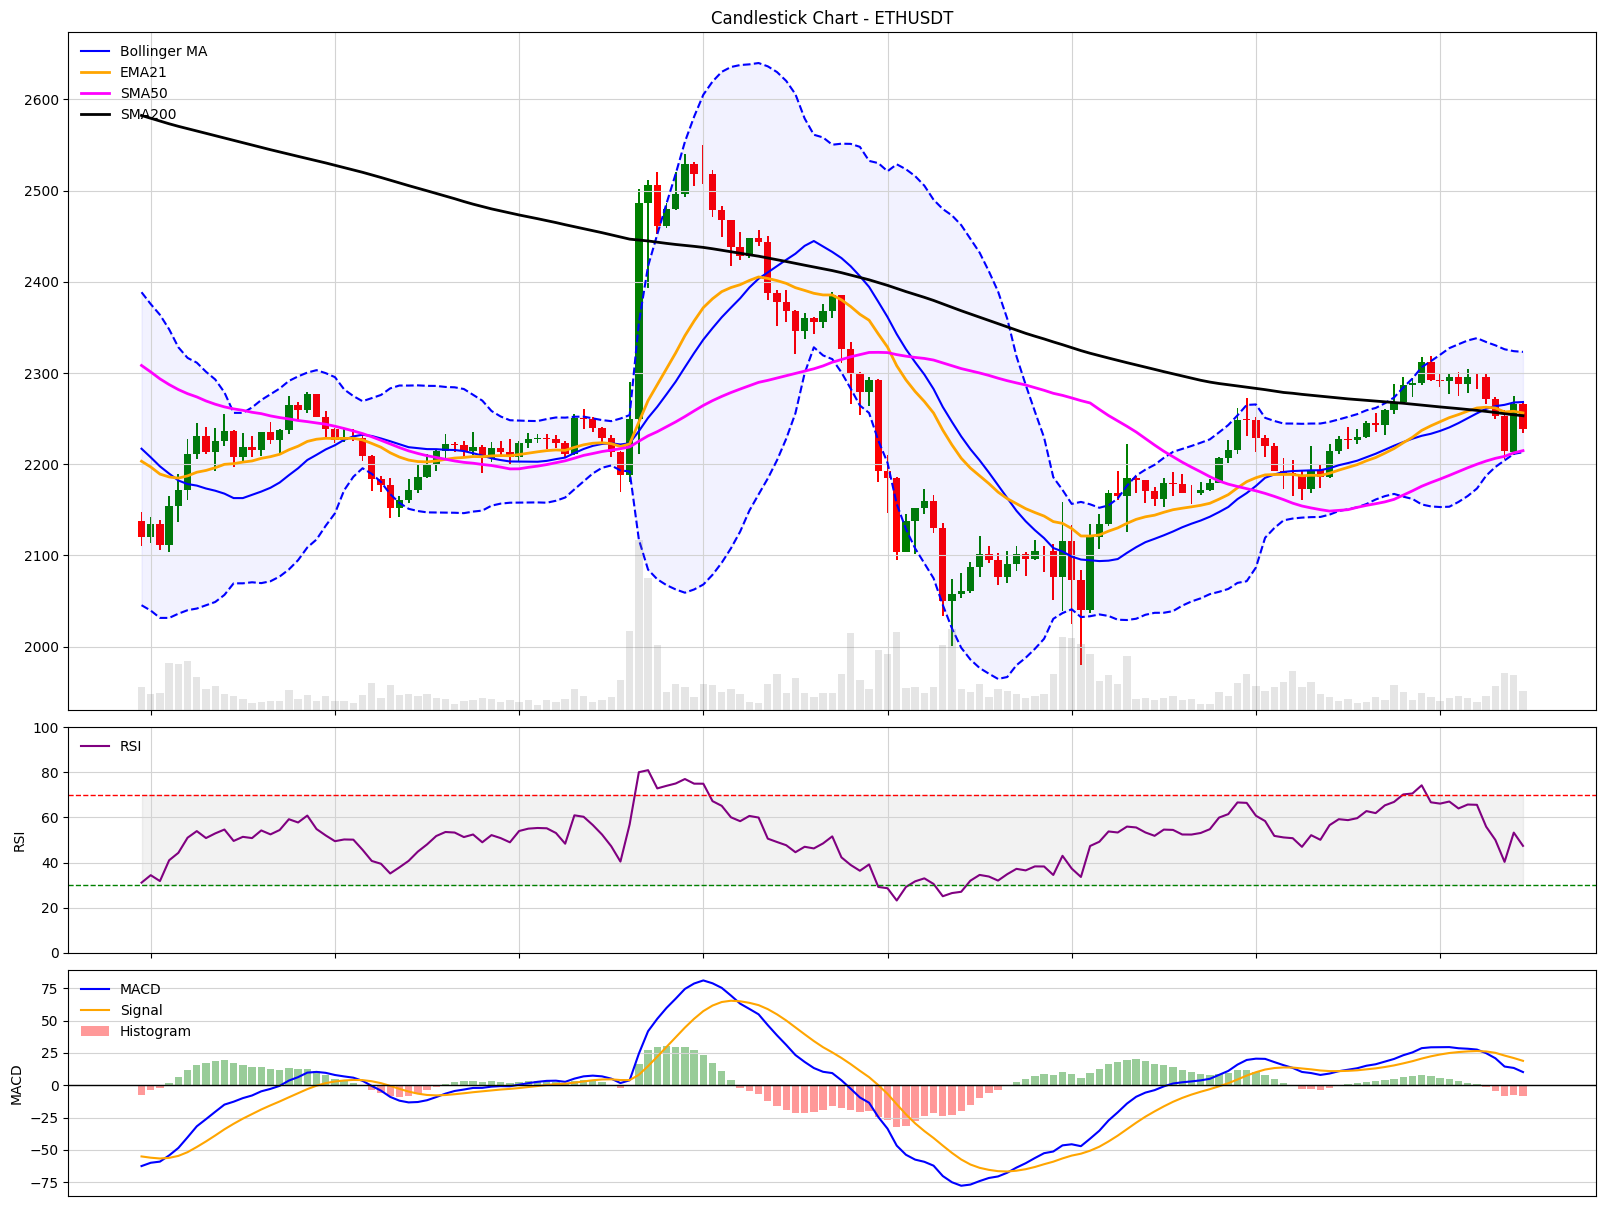 Candlestick Chart - ETHUSDT
Bollinger MA
EMA21
SMA50
SMA200
2600
2500
2400
2300
2200
2100
2000
RSI
100
80
60
40
20
0
RSI
MACD
Signal
Histogram
75
50
25
0
−25
−50
−75
MACD